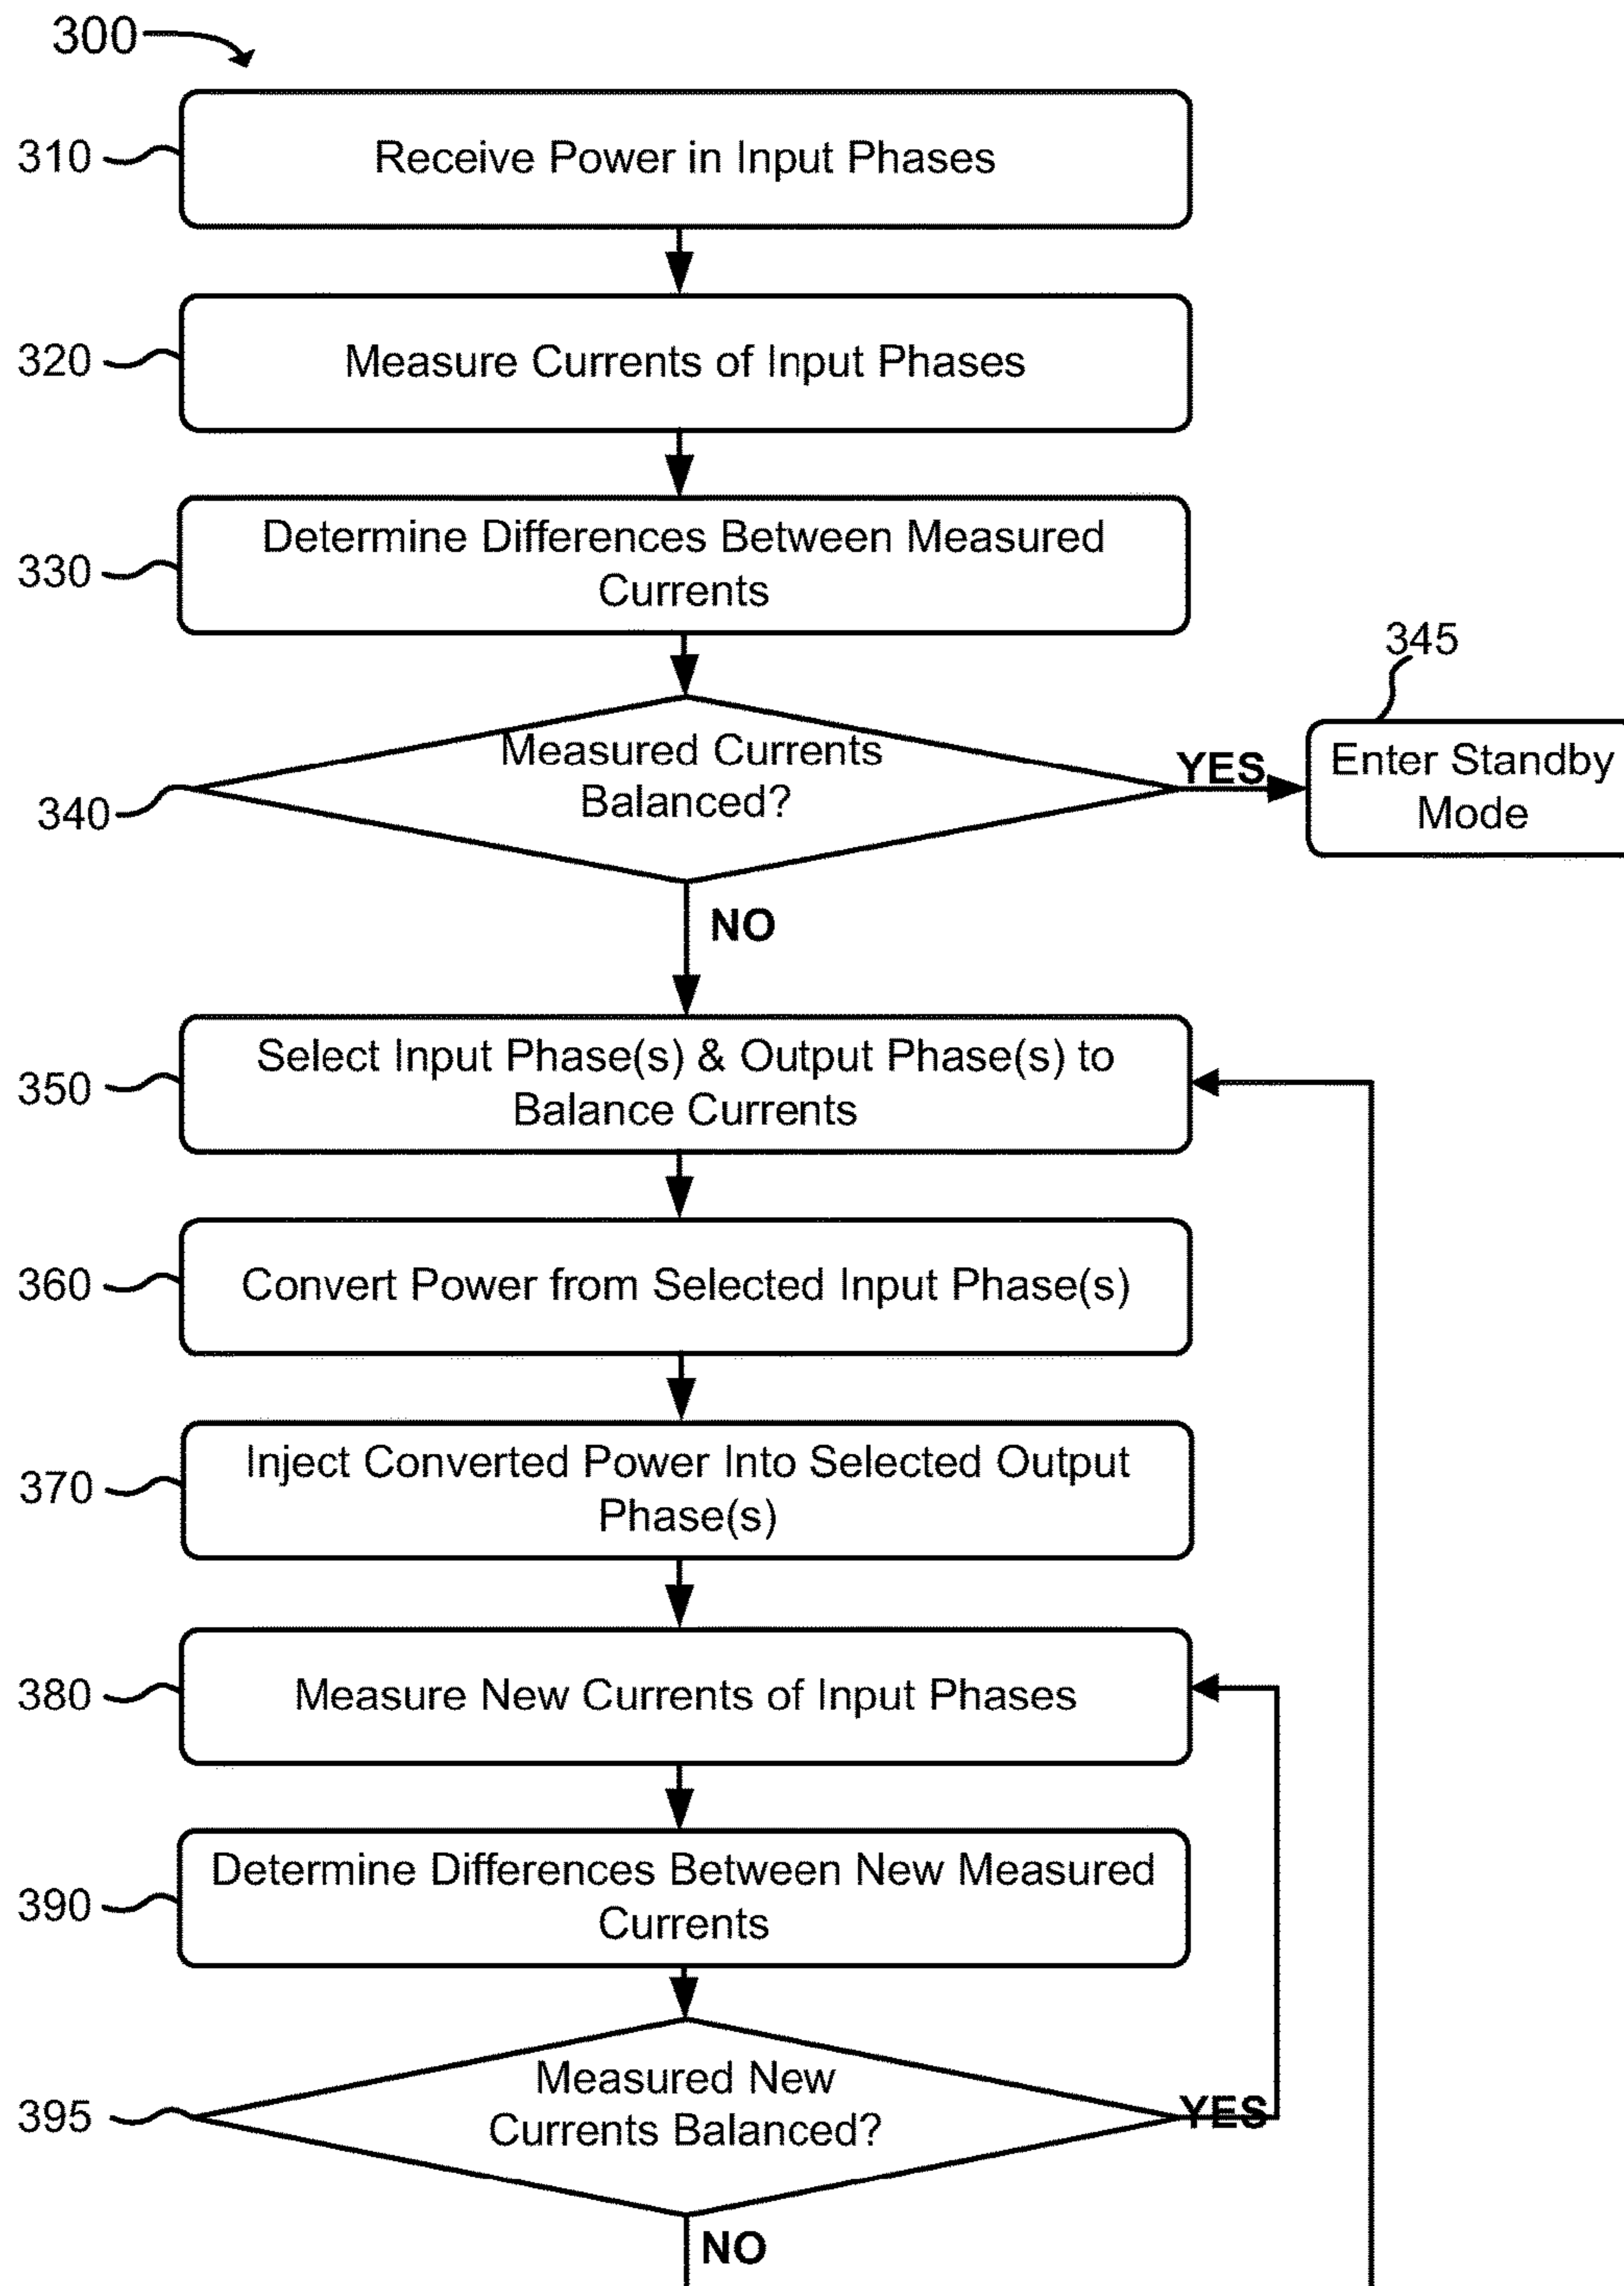 300
310
Receive Power in Input Phases
320
Measure Currents of Input Phases
330
Determine Differences Between Measured
Currents
345
340
Measured Currents
Balanced?
YES
Enter Standby
Mode
NO
350
Select Input Phase(s) & Output Phase(s) to
Balance Currents
360
Convert Power from Selected Input Phase(s)
370
Inject Converted Power Into Selected Output
Phase(s)
380
Measure New Currents of Input Phases
390
Determine Differences Between New Measured
Currents
395
Measured New
Currents Balanced?
YES
NO